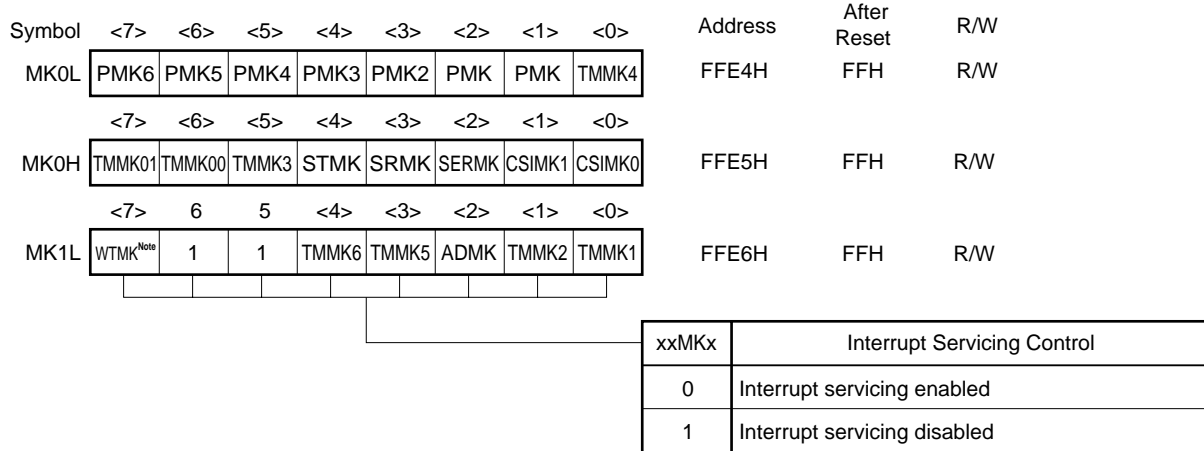 Symbol <7> <6> <5> <4> <3> <2> <1> <0> Address After Reset R/W
MK0L PMK6 PMK5 PMK4 PMK3 PMK2 PMK PMK TMMK4 FFE4H FFH R/W
<7> <6> <5> <4> <3> <2> <1> <0>
MK0H TMMK01 TMMK00 TMMK3 STMK SRMK SERMK CSIMK1 CSIMK0 FFE5H FFH R/W
<7> 6 5 <4> <3> <2> <1> <0>
MK1L WTMK Note 1 1 TMMK6 TMMK5 ADMK TMMK2 TMMK1 FFE6H FFH R/W
xxMKx Interrupt Servicing Control
0 Interrupt servicing enabled
1 Interrupt servicing disabled